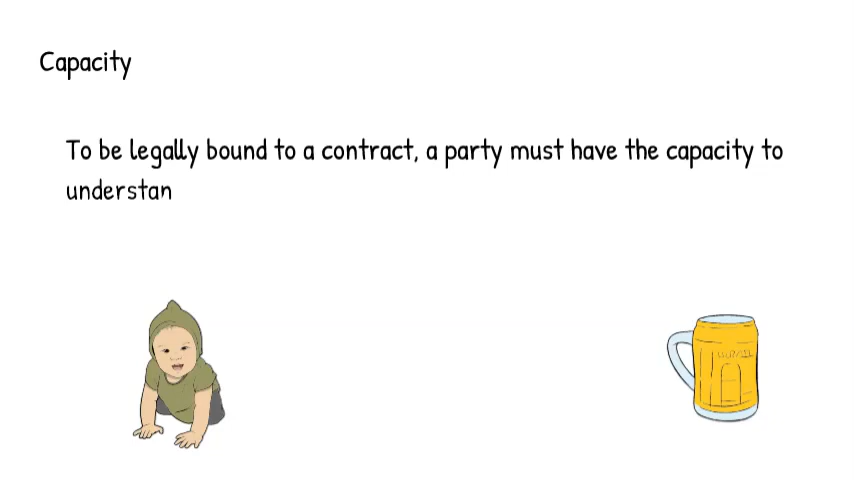 Capacity
To be legally bound to a contract, a party must have the capacity to
understan